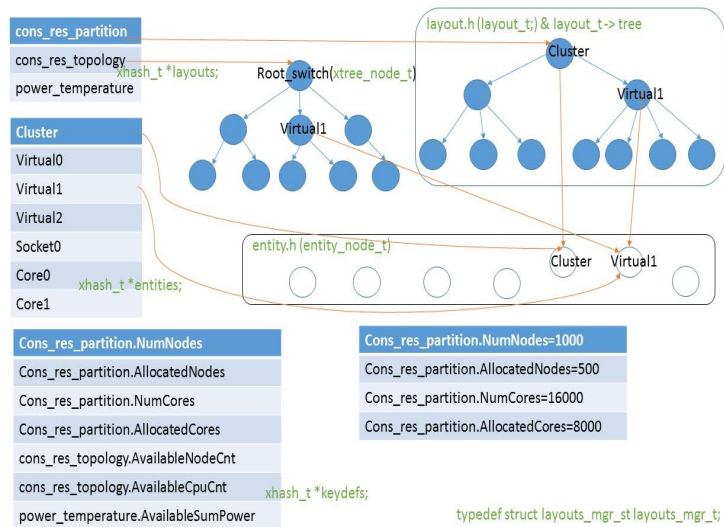 cons_res_partition
cons_res_topology
power_temperature
xhash_t *layouts;
Root_switch(xtree_node_t)
Virtual1
layout.h (layout_t;) & layout_t-> tree
Cluster
Virtual1
Cluster
Virtual0
Virtual1
Virtual2
Socket0
Core0
Core1
xhash_t *entities;
entity.h (entity_node_t)
Cluster
Virtual1
Cons_res_partition.NumNodes
Cons_res_partition.AllocatedNodes
Cons_res_partition.NumCores
Cons_res_partition.AllocatedCores
cons_res_topology.AvailableNodeCnt
cons_res_topology.AvailableCpuCnt
power_temperature.AvailableSumPower
xhash_t *keydefs;
Cons_res_partition.NumNodes=1000
Cons_res_partition.AllocatedNodes=500
Cons_res_partition.NumCores=16000
Cons_res_partition.AllocatedCores=8000
typedef struct layouts_mgr_st layouts_mgr_t;